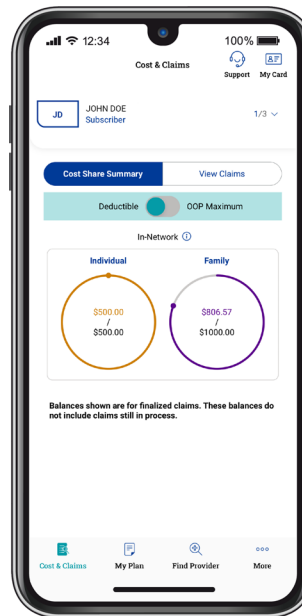 12:34
100%
Cost & Claims
Support
My Card
JD
JOHN DOE
Subscriber
1/3
Cost Share Summary
View Claims
Deductible
OOP Maximum
In-Network
Individual
Family
$500.00
/
$500.00
$806.57
/
$1000.00
Balances shown are for finalized claims. These balances do
not include claims still in process.
Cost & Claims
My Plan
Find Provider
More